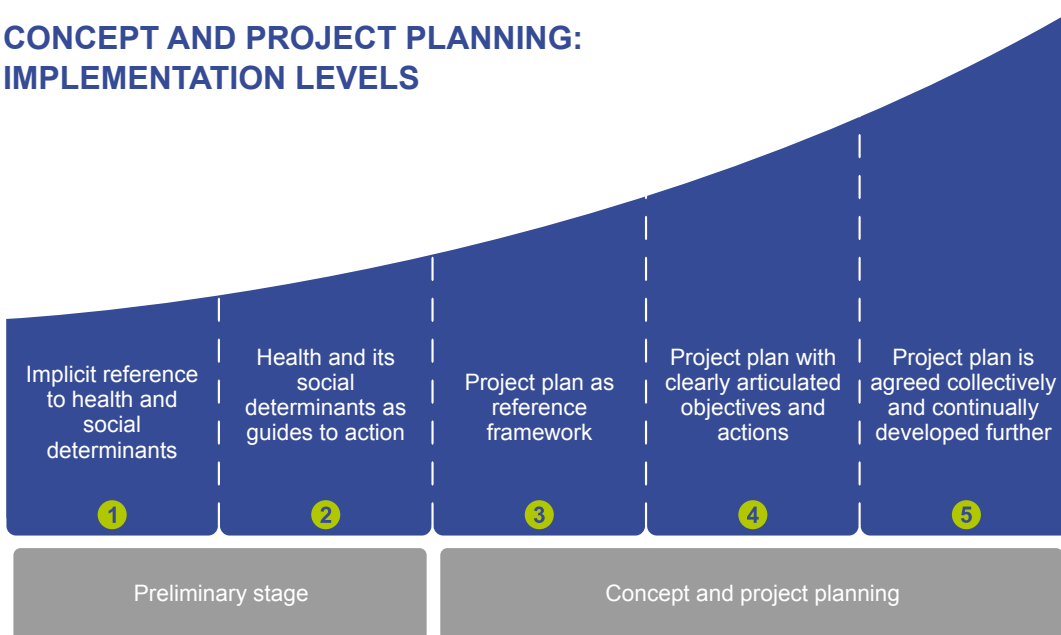 CONCEPT AND PROJECT PLANNING:
IMPLEMENTATION LEVELS
Implicit reference
to health and
social
determinants
1
Health and its
social
determinants as
guides to action
2
Project plan as
reference
framework
3
Project plan with
clearly articulated
objectives and
actions
4
Project plan is
agreed collectively
and continually
developed further
5
Preliminary stage
Concept and project planning